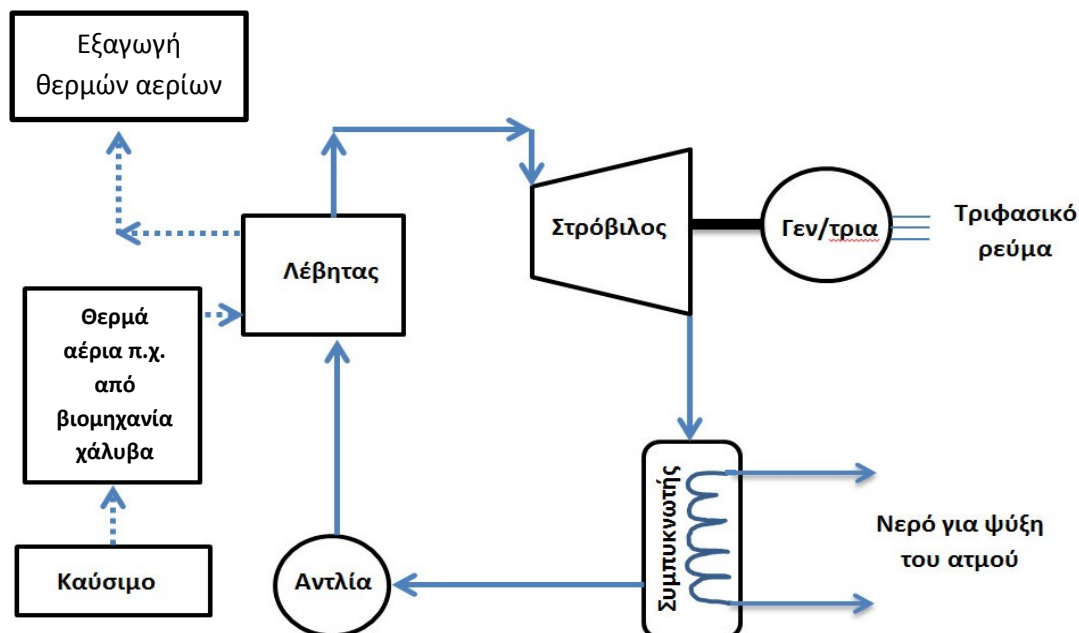 Εξαγωγή
θερμών αερίων
Στρόβιλος
Γεν/τρια
Τριφασικό
ρεύμα
Λέβητας
Θερμά
αέρια π.χ.
από
βιομηχανία
χάλυβα
Συμπυκνωτής
Νερό για ψύξη
του ατμού
Καύσιμο
Αντλία